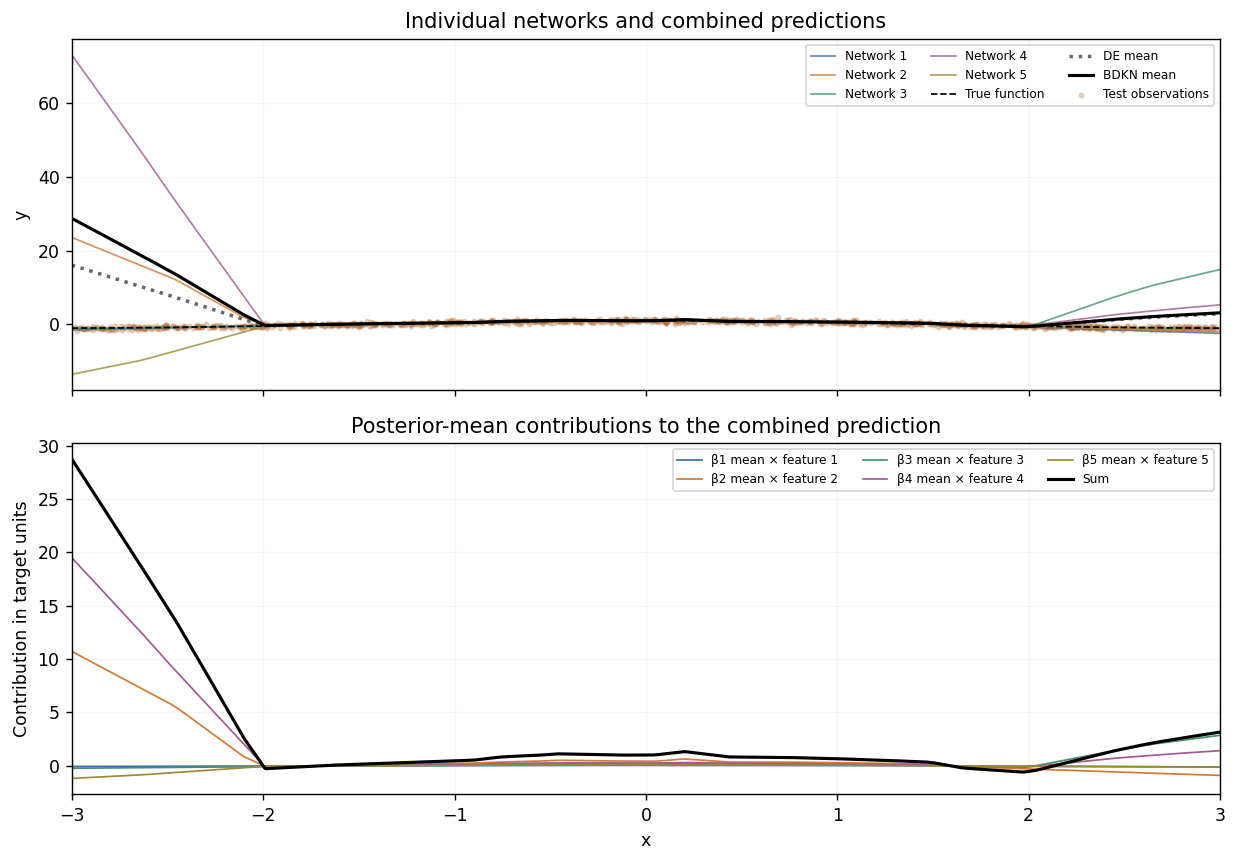 Individual networks and combined predictions
Network 1
Network 2
Network 3
Network 4
Network 5
True function
DE mean
BDKN mean
Test observations
60
40
20
0
y
Posterior-mean contributions to the combined prediction
β1 mean × feature 1
β2 mean × feature 2
β3 mean × feature 3
β4 mean × feature 4
β5 mean × feature 5
Sum
30
25
20
15
10
5
0
Contribution in target units
−3
−2
−1
0
1
2
3
x